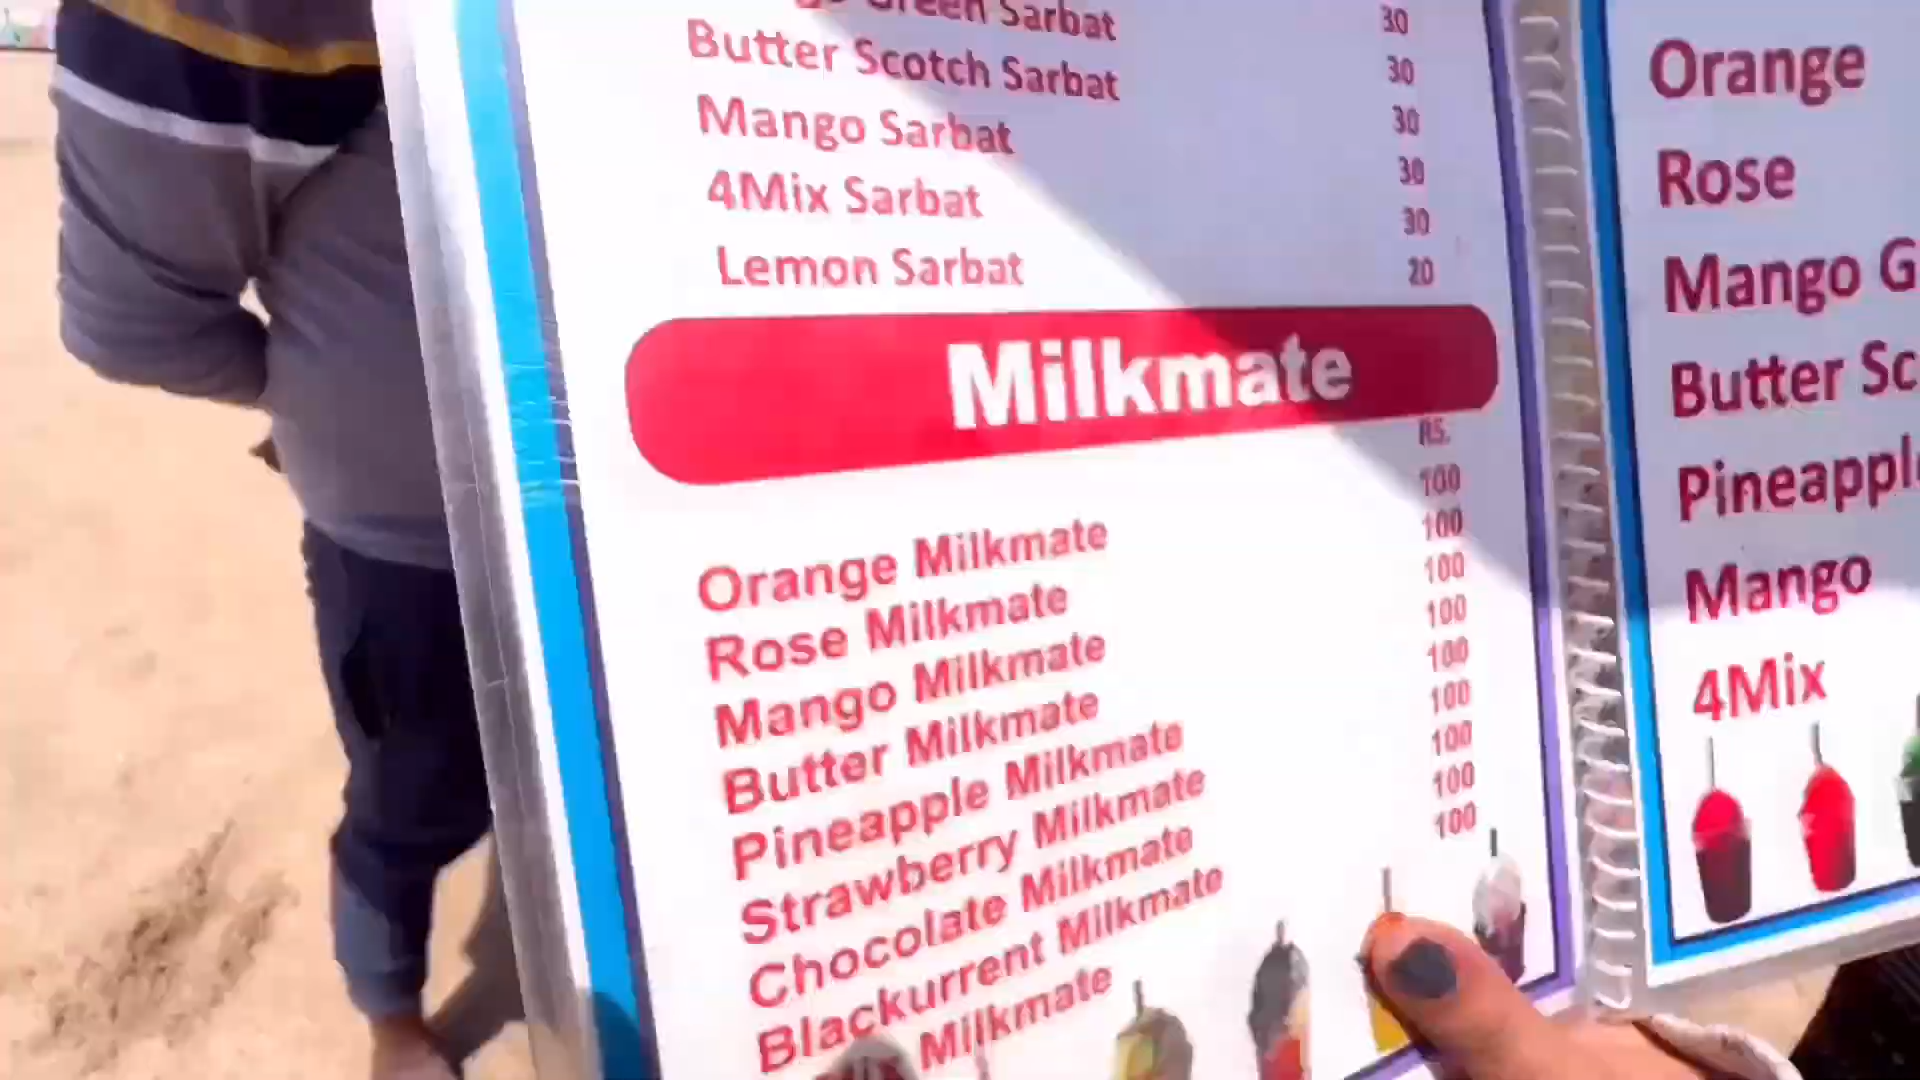 Green Sarbat 30
Butter Scotch Sarbat 30
Mango Sarbat 30
4Mix Sarbat 30
30
Lemon Sarbat 20
Milkmate
RS.
Orange Milkmate 100
Rose Milkmate 100
Mango Milkmate 100
Butter Milkmate 100
Pineapple Milkmate 100
Strawberry Milkmate 100
Chocolate Milkmate 100
Blackurrent Milkmate 100
Milkmate 100
Orange
Rose
Mango G
Butter Sc
Pineappl
Mango
4Mix